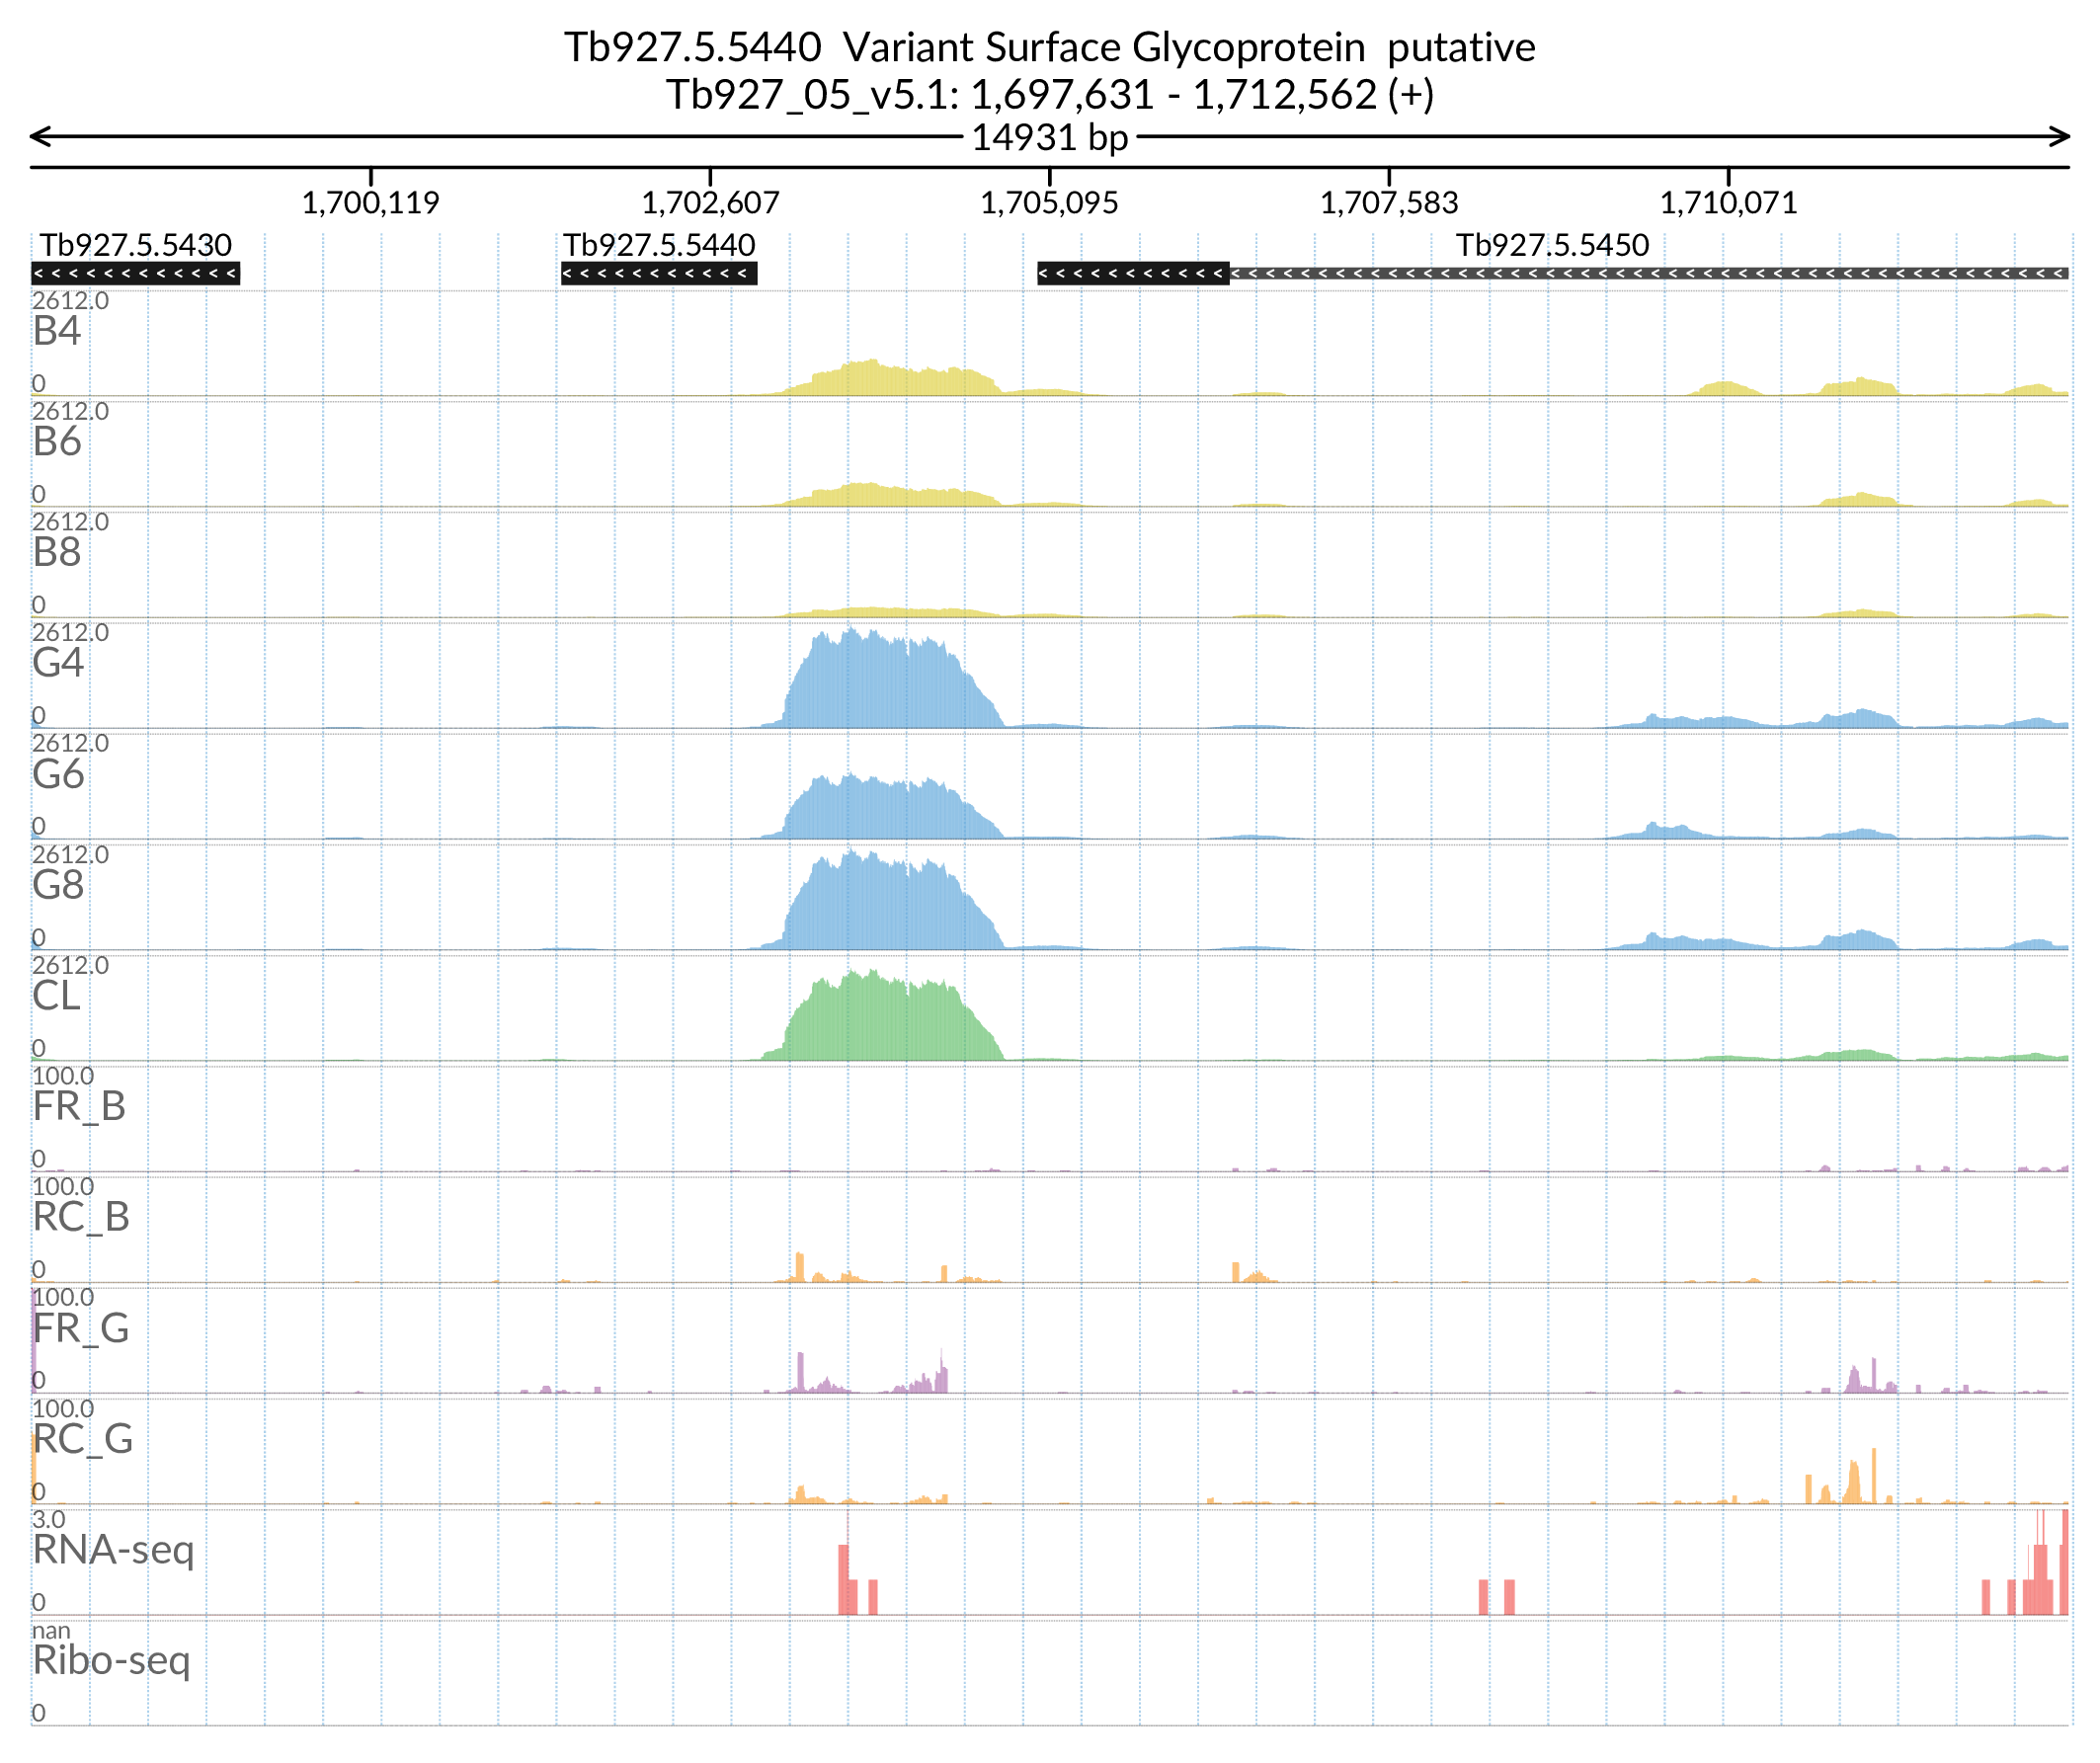 Tb927.5.5440  Variant Surface Glycoprotein  putative
Tb927_05_v5.1: 1,697,631 - 1,712,562 (+)
14931 bp
1,700,119 1,702,607 1,705,095 1,707,583 1,710,071
Tb927.5.5430 Tb927.5.5440 Tb927.5.5450
2612.0
B4
0
2612.0
B6
0
2612.0
B8
0
2612.0
G4
0
2612.0
G6
0
2612.0
G8
0
2612.0
CL
0
100.0
FR_B
0
100.0
RC_B
0
100.0
FR_G
0
100.0
RC_G
0
3.0
RNA-seq
0
nan
Ribo-seq
0